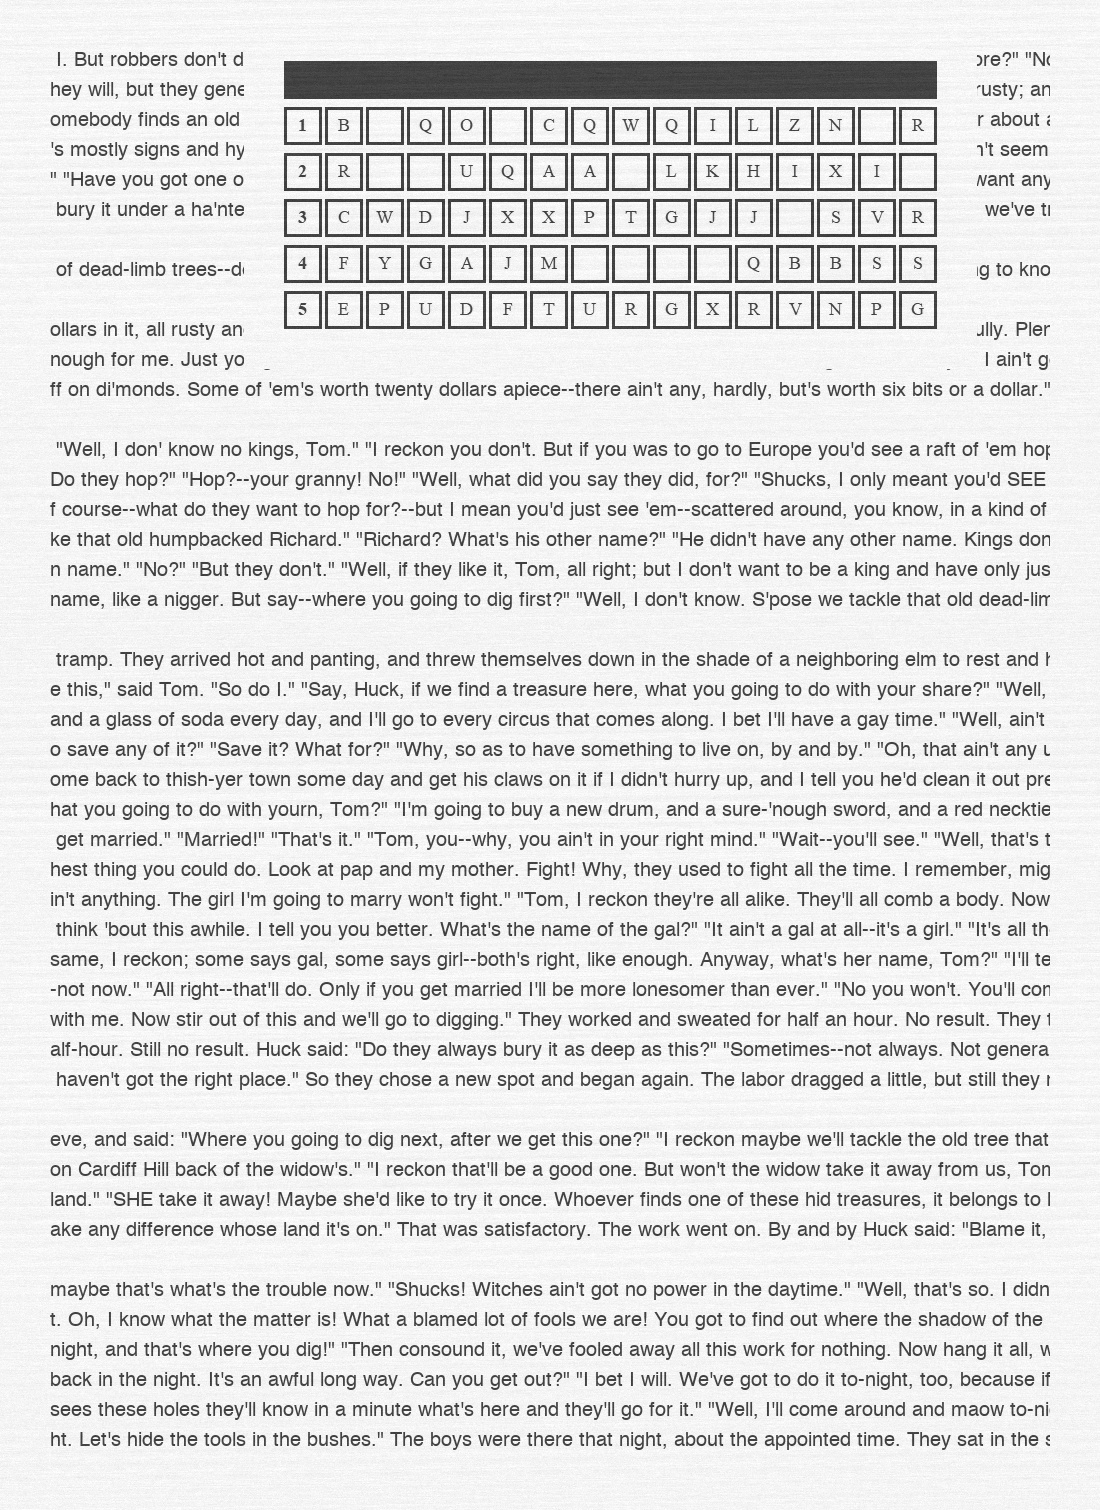 I. But robbers don't d ore?" "No
hey will, but they gene rusty; an
omebody finds an old r about a
's mostly signs and hy n't seem
" "Have you got one o want any
bury it under a ha'nte we've tr
of dead-limb trees--de g to kno
ollars in it, all rusty an ully. Plen
nough for me. Just yo I ain't g
1 B Q O C Q W Q I L Z N R
2 R U Q A A L K H I X I
3 C W D J X X P T G J J S V R
4 F Y G A J M Q B B S S
5 E P U D F T U R G X R V N P G
ff on di'monds. Some of 'em's worth twenty dollars apiece--there ain't any, hardly, but's worth six bits or a dollar."
"Well, I don' know no kings, Tom." "I reckon you don't. But if you was to go to Europe you'd see a raft of 'em hop
Do they hop?" "Hop?--your granny! No!" "Well, what did you say they did, for?" "Shucks, I only meant you'd SEE
f course--what do they want to hop for?--but I mean you'd just see 'em--scattered around, you know, in a kind of
ke that old humpbacked Richard." "Richard? What's his other name?" "He didn't have any other name. Kings don
n name." "No?" "But they don't." "Well, if they like it, Tom, all right; but I don't want to be a king and have only jus
name, like a nigger. But say--where you going to dig first?" "Well, I don't know. S'pose we tackle that old dead-lim
tramp. They arrived hot and panting, and threw themselves down in the shade of a neighboring elm to rest and h
e this," said Tom. "So do I." "Say, Huck, if we find a treasure here, what you going to do with your share?" "Well,
and a glass of soda every day, and I'll go to every circus that comes along. I bet I'll have a gay time." "Well, ain't
o save any of it?" "Save it? What for?" "Why, so as to have something to live on, by and by." "Oh, that ain't any u
ome back to thish-yer town some day and get his claws on it if I didn't hurry up, and I tell you he'd clean it out pre
hat you going to do with yourn, Tom?" "I'm going to buy a new drum, and a sure-'nough sword, and a red necktie
get married." "Married!" "That's it." "Tom, you--why, you ain't in your right mind." "Wait--you'll see." "Well, that's t
hest thing you could do. Look at pap and my mother. Fight! Why, they used to fight all the time. I remember, mig
in't anything. The girl I'm going to marry won't fight." "Tom, I reckon they're all alike. They'll all comb a body. Now
think 'bout this awhile. I tell you you better. What's the name of the gal?" "It ain't a gal at all--it's a girl." "It's all th
same, I reckon; some says gal, some says girl--both's right, like enough. Anyway, what's her name, Tom?" "I'll te
-not now." "All right--that'll do. Only if you get married I'll be more lonesomer than ever." "No you won't. You'll com
with me. Now stir out of this and we'll go to digging." They worked and sweated for half an hour. No result. They t
alf-hour. Still no result. Huck said: "Do they always bury it as deep as this?" "Sometimes--not always. Not genera
haven't got the right place." So they chose a new spot and began again. The labor dragged a little, but still they
eve, and said: "Where you going to dig next, after we get this one?" "I reckon maybe we'll tackle the old tree that
on Cardiff Hill back of the widow's." "I reckon that'll be a good one. But won't the widow take it away from us, Tom
land." "SHE take it away! Maybe she'd like to try it once. Whoever finds one of these hid treasures, it belongs to
ake any difference whose land it's on." That was satisfactory. The work went on. By and by Huck said: "Blame it,
maybe that's what's the trouble now." "Shucks! Witches ain't got no power in the daytime." "Well, that's so. I didn
t. Oh, I know what the matter is! What a blamed lot of fools we are! You got to find out where the shadow of the
night, and that's where you dig!" "Then consound it, we've fooled away all this work for nothing. Now hang it all, w
back in the night. It's an awful long way. Can you get out?" "I bet I will. We've got to do it to-night, too, because if
sees these holes they'll know in a minute what's here and they'll go for it." "Well, I'll come around and maow to-ni
ht. Let's hide the tools in the bushes." The boys were there that night, about the appointed time. They sat in the s